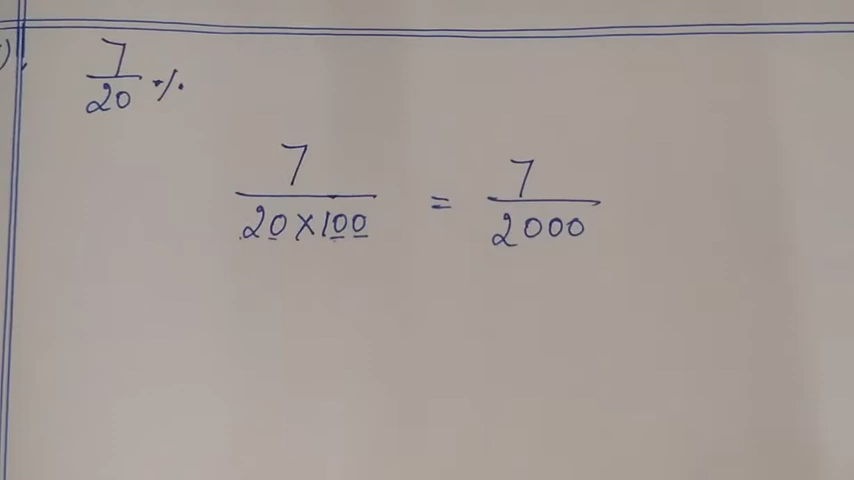 ) .
7/20 %
7/(20×100) = 7/2000